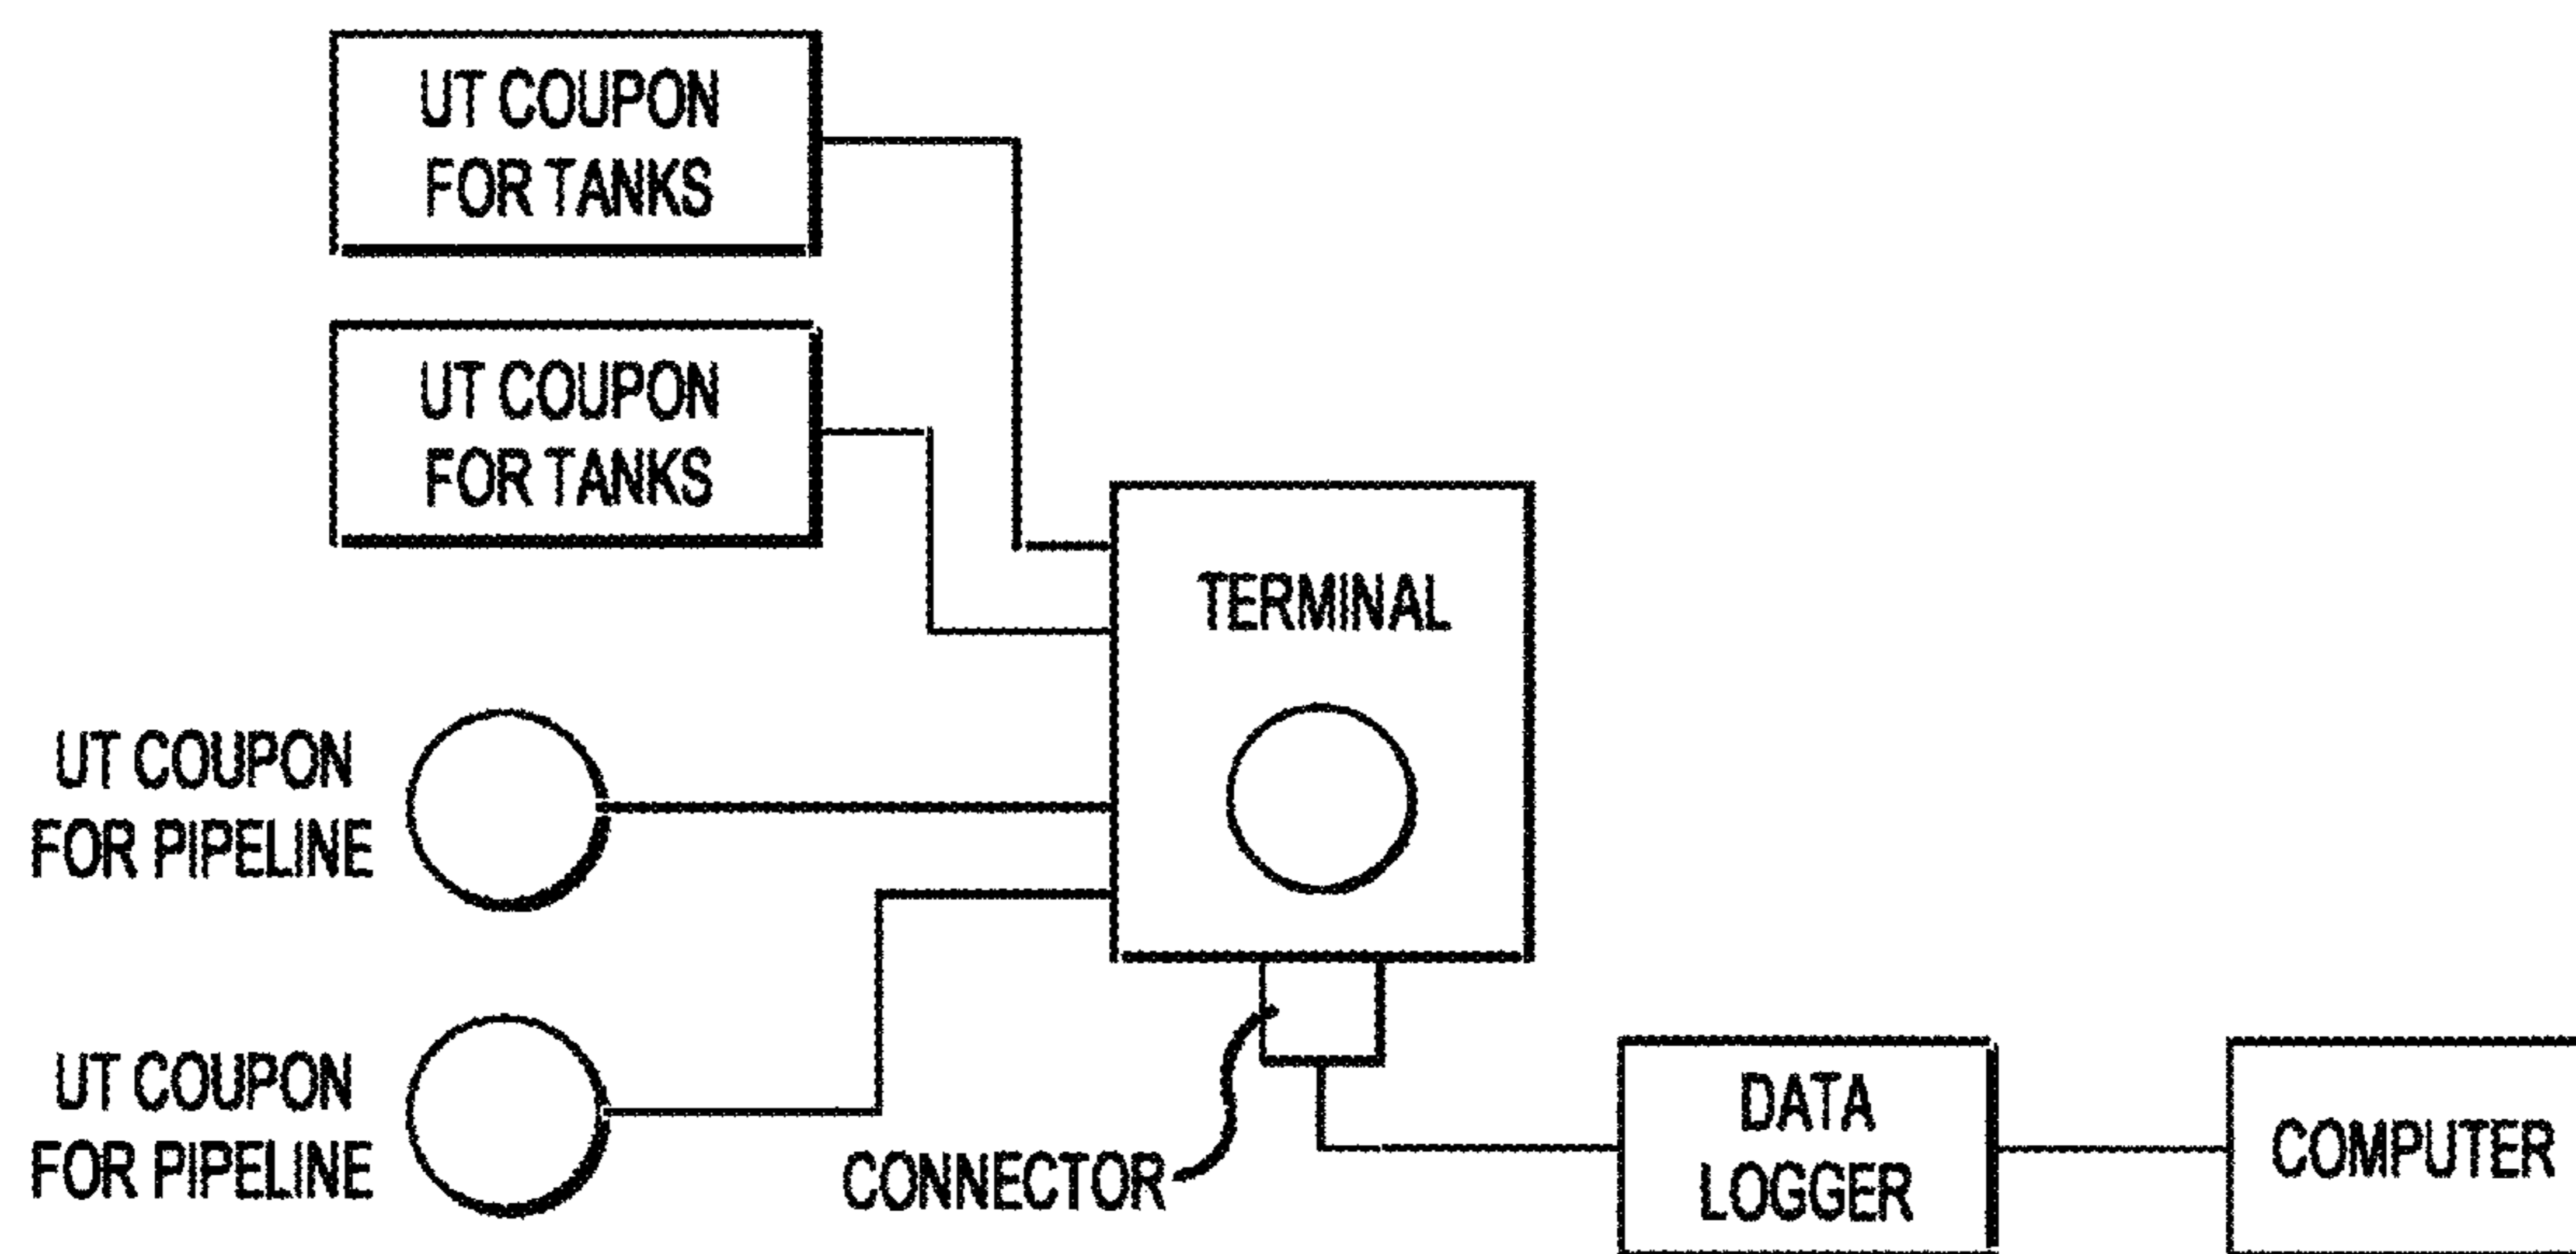 UT COUPON
FOR TANKS
UT COUPON
FOR TANKS
TERMINAL
UT COUPON
FOR PIPELINE
UT COUPON
FOR PIPELINE
CONNECTOR
DATA
LOGGER
COMPUTER